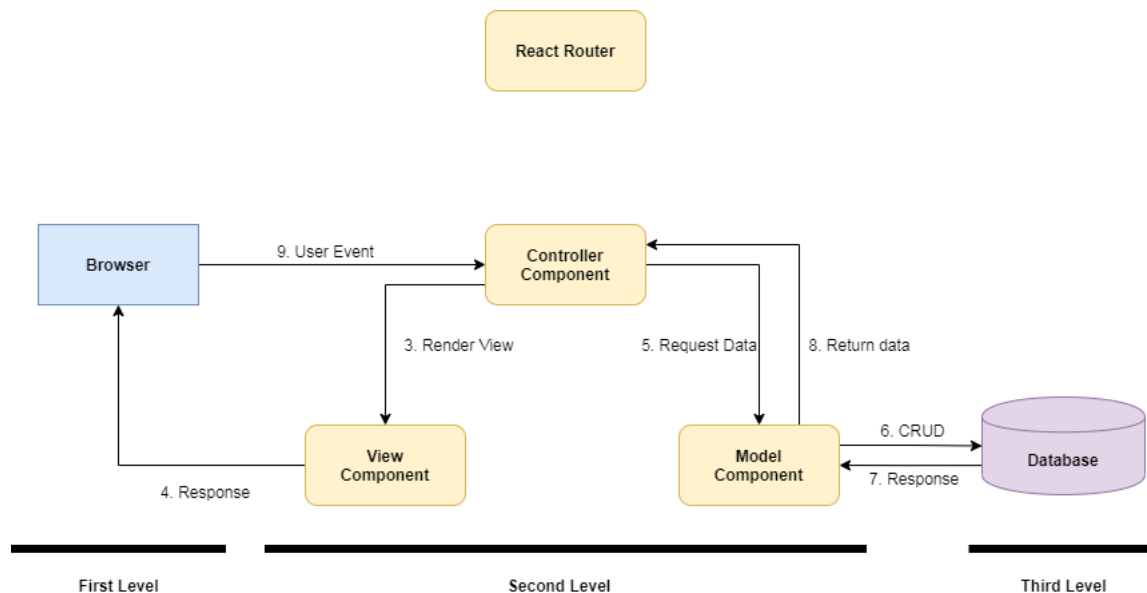 React Router
Browser
9. User Event
Controller
Component
3. Render View
5. Request Data
8. Return data
View
Component
Model
Component
6. CRUD
7. Response
Database
4. Response
First Level
Second Level
Third Level